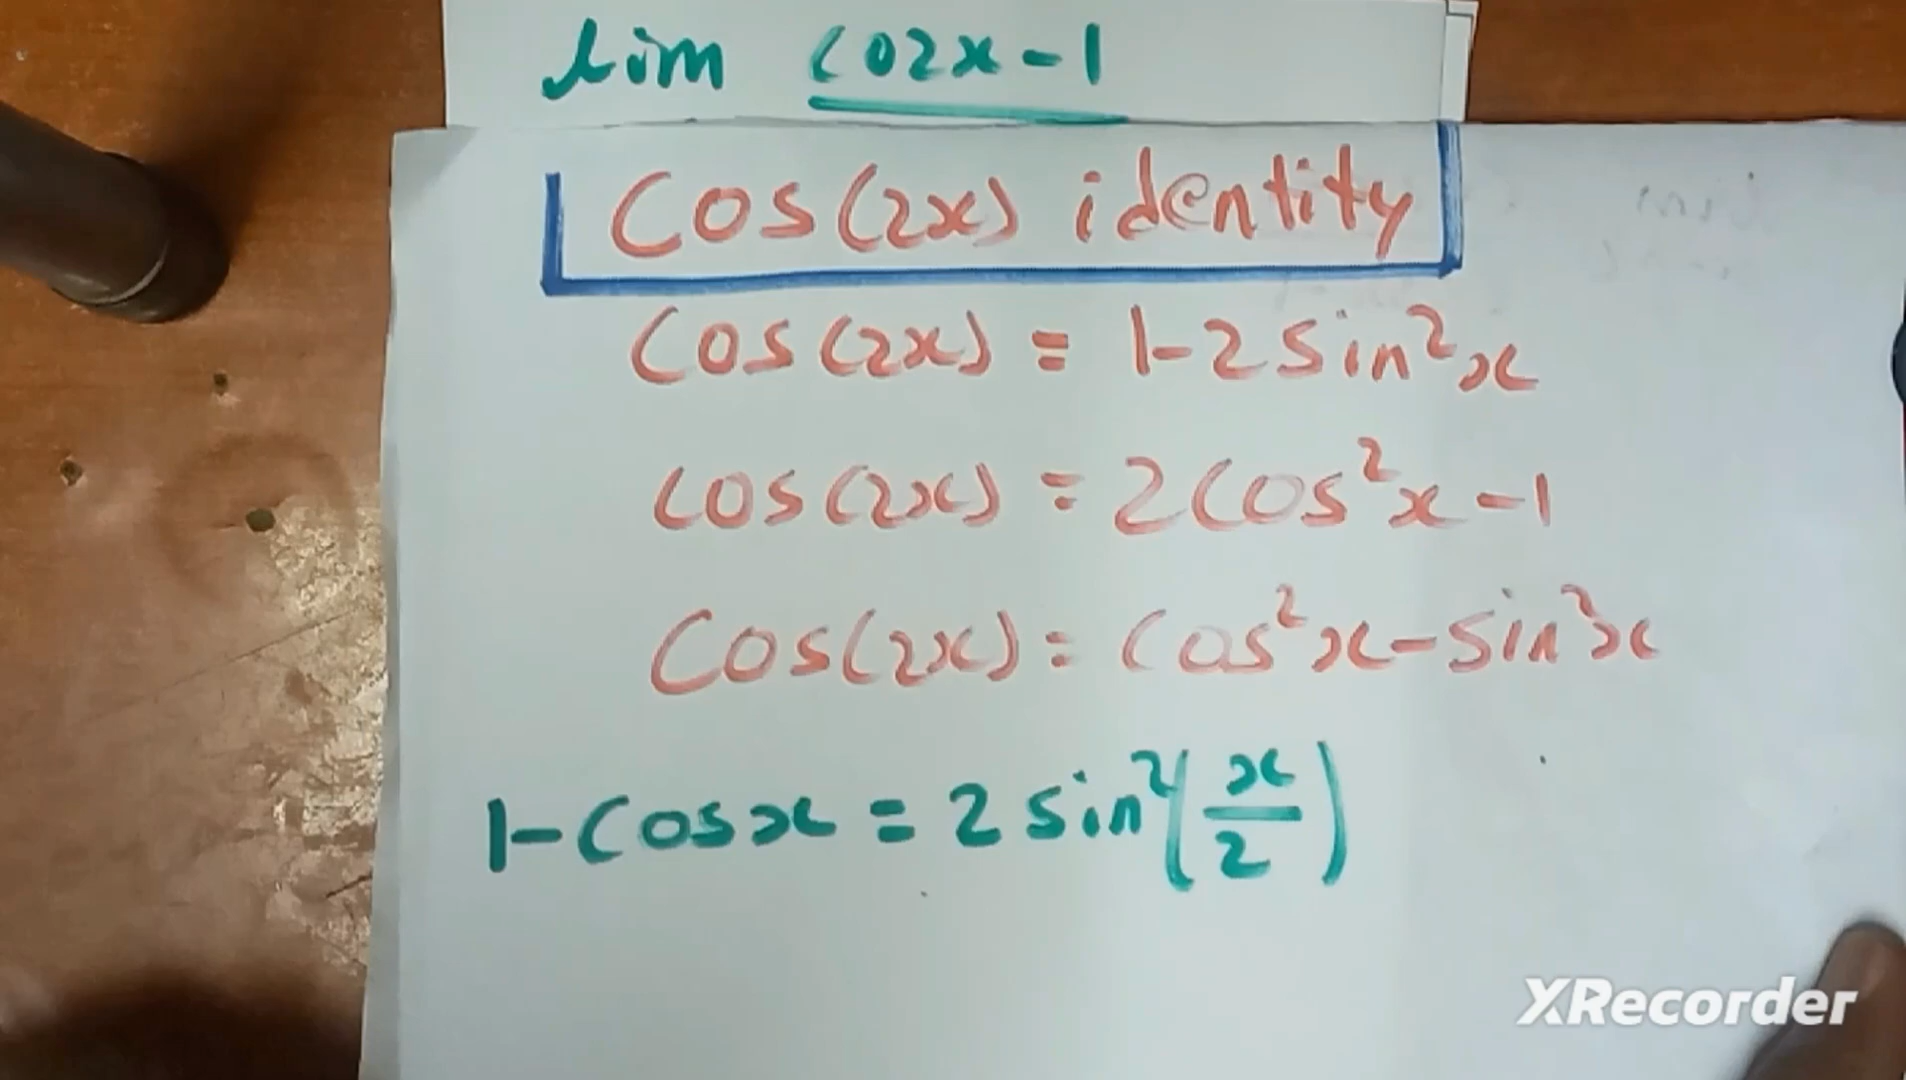 lim co2x-1
Cos(2x) identity
Cos(2x) = 1-2sin²x
cos(2x) = 2cos²x-1
Cos(2x) = cos²x-sin²x
1-Cosx = 2sin²(x/2)
XRecorder